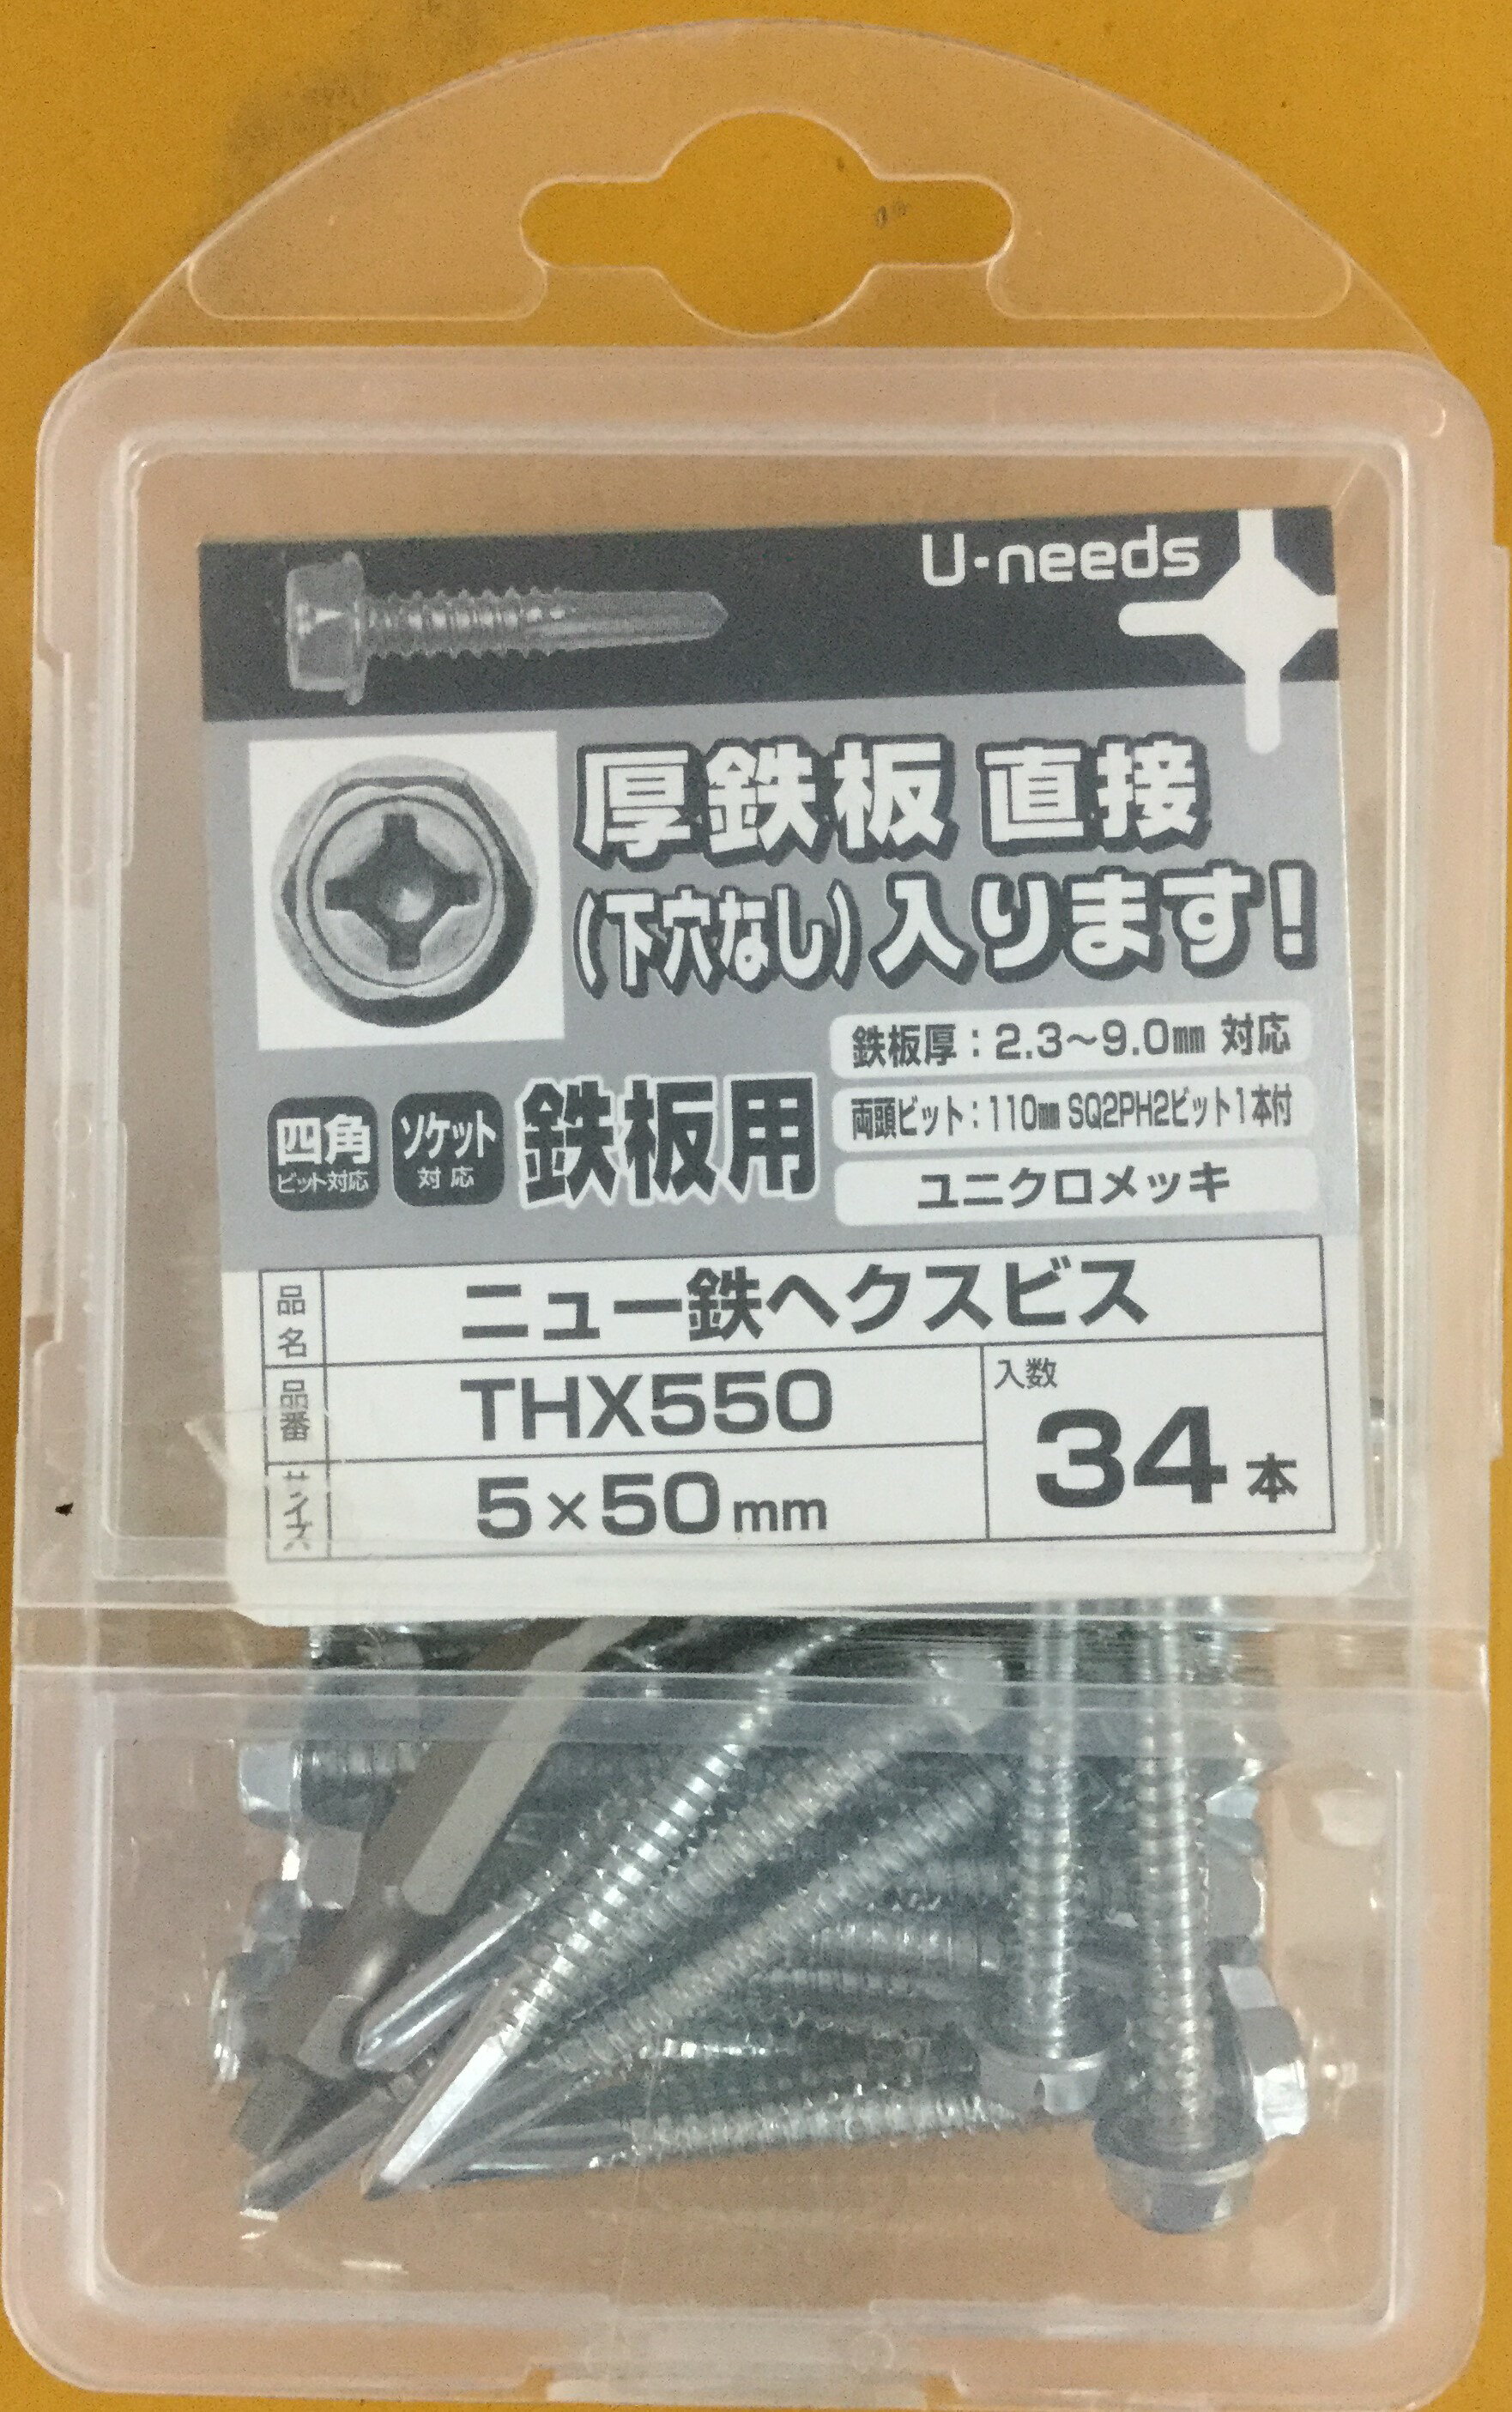 U-needs
厚鉄板 直接
(下穴なし)入ります!
鉄板厚:2.3~9.0mm 対応
両頭ビット:110mm SQ2PH2ビット1本付
ユニクロメッキ
四角
ビット対応
ソケット
対応
鉄板用
品名 ニュー鉄ヘクスビス
品番 THX550
入数
34本
サイズ 5×50mm